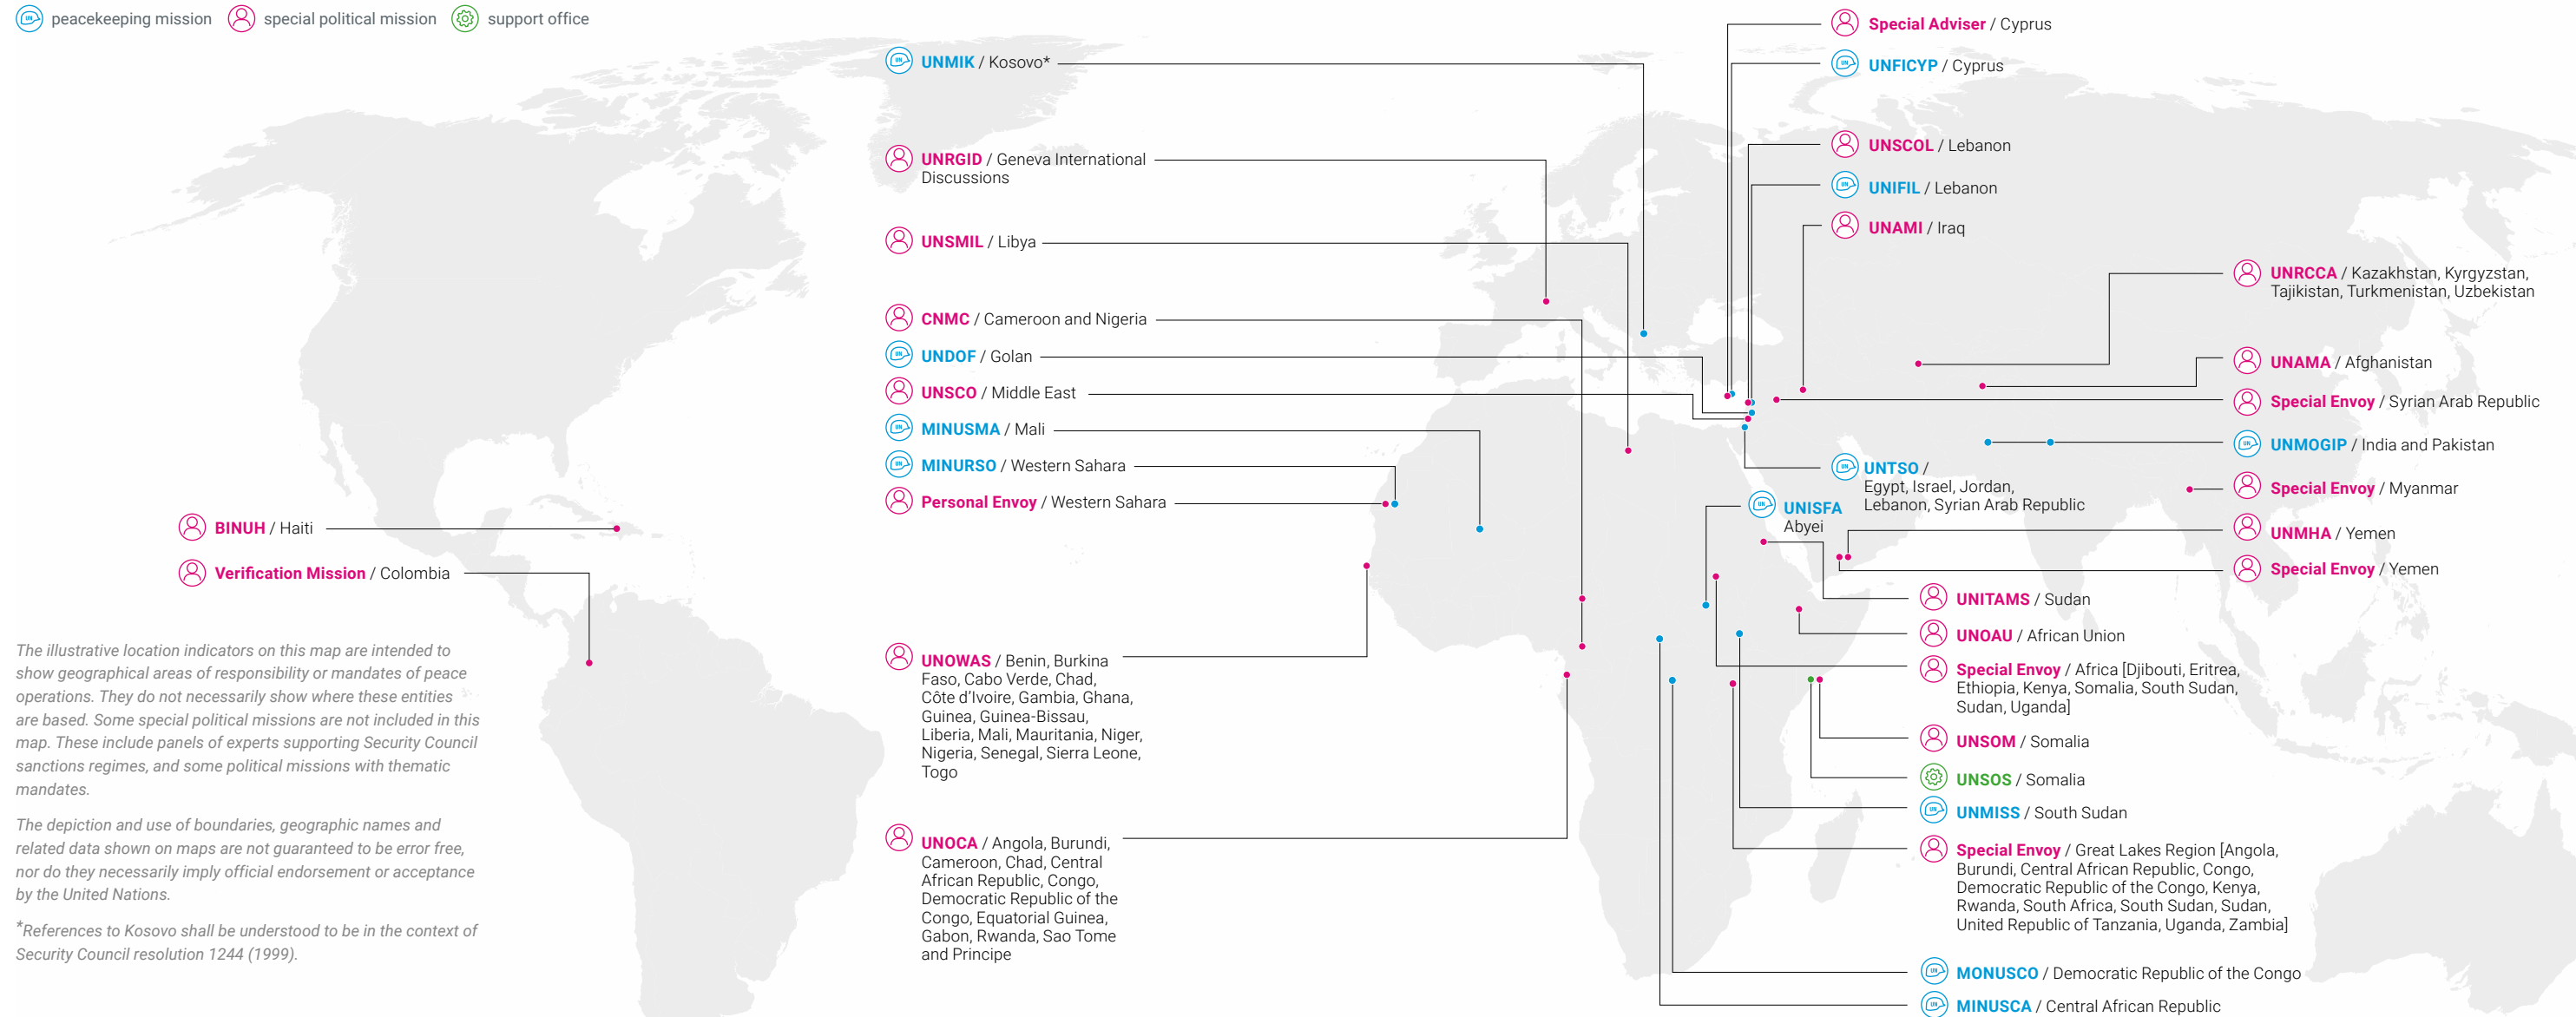 peacekeeping mission special political mission support office
UNMIK / Kosovo*
UNRGID / Geneva International
Discussions
UNSMIL / Libya
CNMC / Cameroon and Nigeria
UNDOF / Golan
UNSCO / Middle East
MINUSMA / Mali
MINURSO / Western Sahara
Personal Envoy / Western Sahara
BINUH / Haiti
Verification Mission / Colombia
UNOWAS / Benin, Burkina
Faso, Cabo Verde, Chad,
Côte d'Ivoire, Gambia, Ghana,
Guinea, Guinea-Bissau,
Liberia, Mali, Mauritania, Niger,
Nigeria, Senegal, Sierra Leone,
Togo
UNOCA / Angola, Burundi,
Cameroon, Chad, Central
African Republic, Congo,
Democratic Republic of the
Congo, Equatorial Guinea,
Gabon, Rwanda, Sao Tome
and Principe
Special Adviser / Cyprus
UNFICYP / Cyprus
UNSCOL / Lebanon
UNIFIL / Lebanon
UNAMI / Iraq
UNRCCA / Kazakhstan, Kyrgyzstan,
Tajikistan, Turkmenistan, Uzbekistan
UNAMA / Afghanistan
Special Envoy / Syrian Arab Republic
UNMOGIP / India and Pakistan
UNTSO /
Egypt, Israel, Jordan,
Lebanon, Syrian Arab Republic
Special Envoy / Myanmar
UNISFA
Abyei
UNMHA / Yemen
Special Envoy / Yemen
UNITAMS / Sudan
UNOAU / African Union
Special Envoy / Africa [Djibouti, Eritrea,
Ethiopia, Kenya, Somalia, South Sudan,
Sudan, Uganda]
UNSOM / Somalia
UNSOS / Somalia
UNMISS / South Sudan
Special Envoy / Great Lakes Region [Angola,
Burundi, Central African Republic, Congo,
Democratic Republic of the Congo, Kenya,
Rwanda, South Africa, South Sudan, Sudan,
United Republic of Tanzania, Uganda, Zambia]
MONUSCO / Democratic Republic of the Congo
MINUSCA / Central African Republic
The illustrative location indicators on this map are intended to
show geographical areas of responsibility or mandates of peace
operations. They do not necessarily show where these entities
are based. Some special political missions are not included in this
map. These include panels of experts supporting Security Council
sanctions regimes, and some political missions with thematic
mandates.
The depiction and use of boundaries, geographic names and
related data shown on maps are not guaranteed to be error free,
nor do they necessarily imply official endorsement or acceptance
by the United Nations.
*References to Kosovo shall be understood to be in the context of
Security Council resolution 1244 (1999).